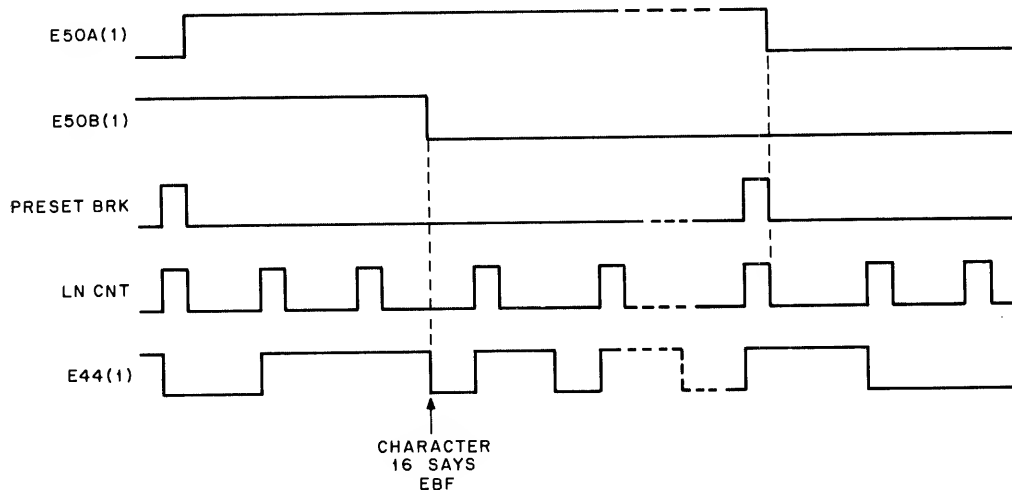 E50A(1)
E50B(1)
PRESET BRK
LN CNT
E44(1)
CHARACTER
16 SAYS
EBF